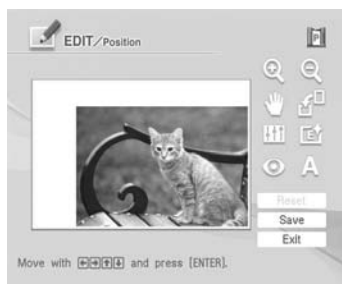 EDIT/Position
P
A
Reset
Save
Exit
Move with ←→↑↓ and press [ENTER].